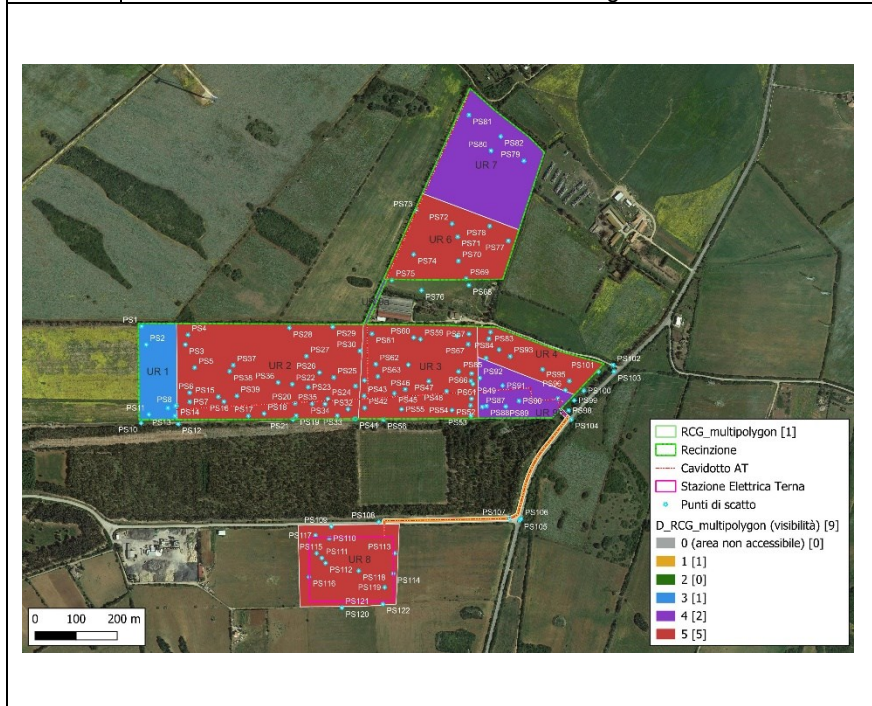 PS81
PS82
PS80
PS79
UR 7
PS73
PS72
PS78
UR 6
PS71
PS77
PS74
PS70
PS75
PS69
PS76
PS68
PS1
PS4
PS28
PS29
PS60
PS59
PS67
PS83
PS2
PS3
PS30
PS61
PS84
PS67
PS93
UR 4
PS27
PS101
PS102
PS5
PS37
UR 2
PS62
UR 3
PS85
PS92
PS95
PS103
UR 1
PS38
PS26
PS25
PS63
PS66
PS96
PS100
PS36
PS22
PS23
PS46
PS49
PS91
PS6
PS15
PS39
PS20
PS24
PS43
PS47
PS51
PS99
PS7
PS16
PS35
PS32
PS42
PS45
PS48
PS87
PS90
PS11
PS14
PS17
PS18
PS34
PS55
PS54
PS52
PS88
PS89
UR 9
PS98
PS10
PS13
PS12
PS21
PS19
PS33
PS44
PS56
PS53
PS104
PS109
PS108
PS107
PS106
PS105
PS117
PS110
PS115
PS111
PS113
UR 8
PS112
PS118
PS114
PS116
PS119
PS121
PS122
PS120
RCG_multipolygon [1]
Recinzione
Cavidotto AT
Stazione Elettrica Terna
Punti di scatto
D_RCG_multipolygon (visibilità) [9]
0 (area non accessibile) [0]
1 [1]
2 [0]
3 [1]
4 [2]
5 [5]
0 100 200 m